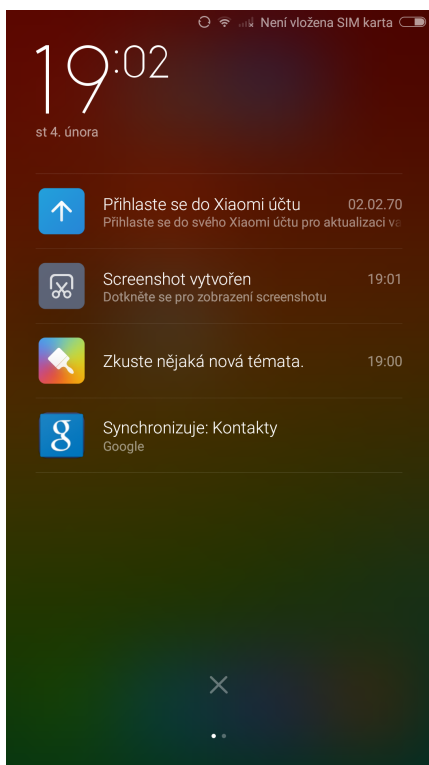 Není vložena SIM karta
19:02
st 4. února
Přihlaste se do Xiaomi účtu 02.02.70
Přihlaste se do svého Xiaomi účtu pro aktualizaci va
Screenshot vytvořen 19:01
Dotkněte se pro zobrazení screenshotu
Zkuste nějaká nová témata. 19:00
Synchronizuje: Kontakty
Google